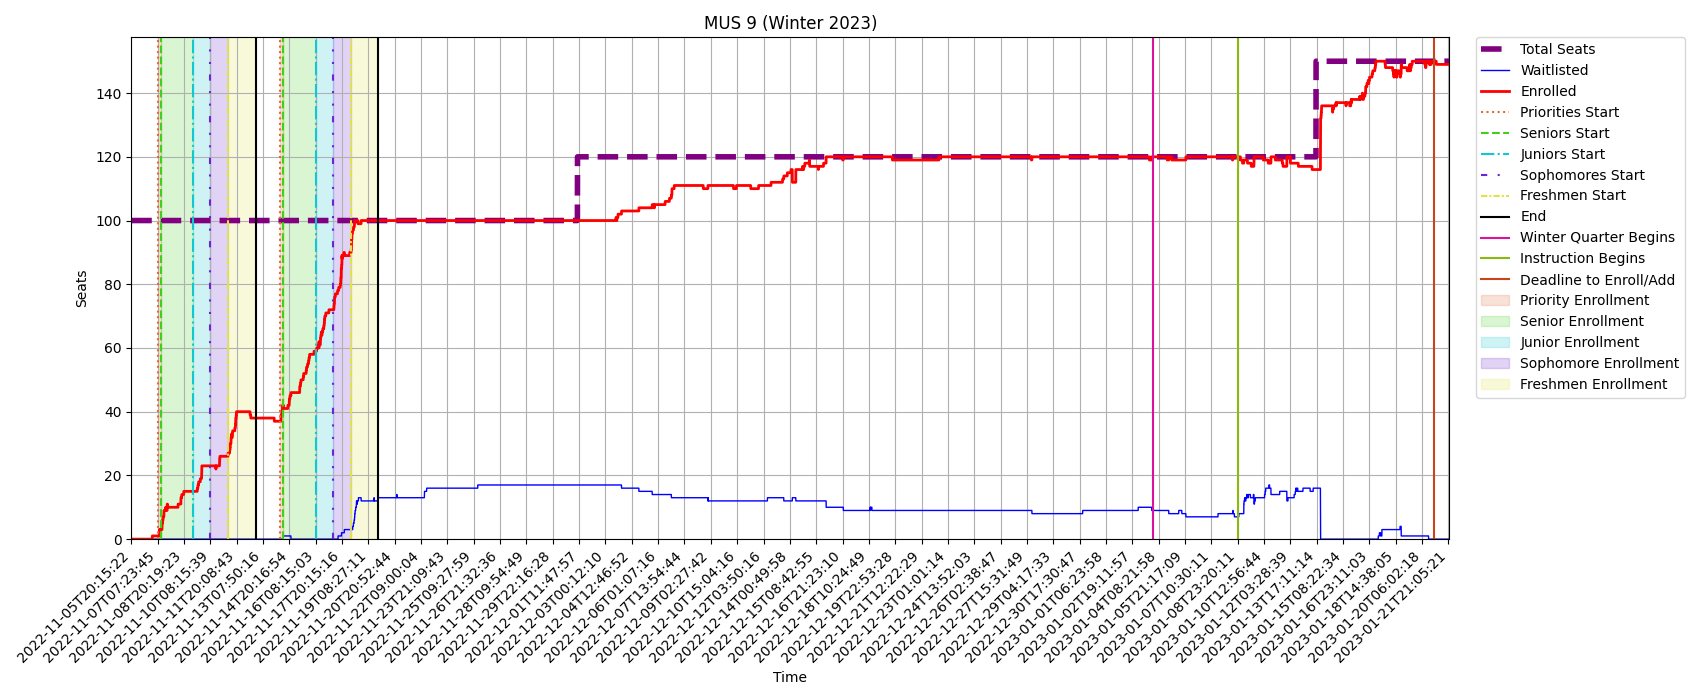 MUS 9 (Winter 2023)
Seats
140
120
100
80
60
40
20
0
2022-11-05T20:15:22
2022-11-07T07:23:45
2022-11-08T20:19:23
2022-11-10T08:15:39
2022-11-11T20:08:43
2022-11-13T07:50:16
2022-11-14T20:16:54
2022-11-16T08:15:03
2022-11-17T20:15:16
2022-11-19T08:27:11
2022-11-20T20:52:44
2022-11-22T09:00:04
2022-11-23T21:09:43
2022-11-25T09:27:59
2022-11-26T21:32:36
2022-11-28T09:54:49
2022-11-29T22:16:28
2022-12-01T11:47:57
2022-12-03T00:12:10
2022-12-04T12:46:52
2022-12-06T01:07:16
2022-12-07T13:54:44
2022-12-09T02:27:42
2022-12-10T15:04:16
2022-12-12T03:50:16
2022-12-14T00:49:58
2022-12-15T08:42:55
2022-12-16T21:23:10
2022-12-18T10:24:49
2022-12-19T22:53:28
2022-12-21T12:22:29
2022-12-23T01:01:14
2022-12-24T13:52:03
2022-12-26T02:38:47
2022-12-27T15:31:49
2022-12-29T04:17:33
2022-12-30T17:30:47
2023-01-01T06:23:58
2023-01-02T19:11:57
2023-01-04T08:21:58
2023-01-05T21:17:09
2023-01-07T10:30:11
2023-01-08T23:20:11
2023-01-10T12:56:44
2023-01-12T03:28:39
2023-01-13T17:11:14
2023-01-15T08:22:34
2023-01-16T23:11:03
2023-01-18T14:38:05
2023-01-20T06:02:18
2023-01-21T21:05:21
Time
Total Seats
Waitlisted
Enrolled
Priorities Start
Seniors Start
Juniors Start
Sophomores Start
Freshmen Start
End
Winter Quarter Begins
Instruction Begins
Deadline to Enroll/Add
Priority Enrollment
Senior Enrollment
Junior Enrollment
Sophomore Enrollment
Freshmen Enrollment